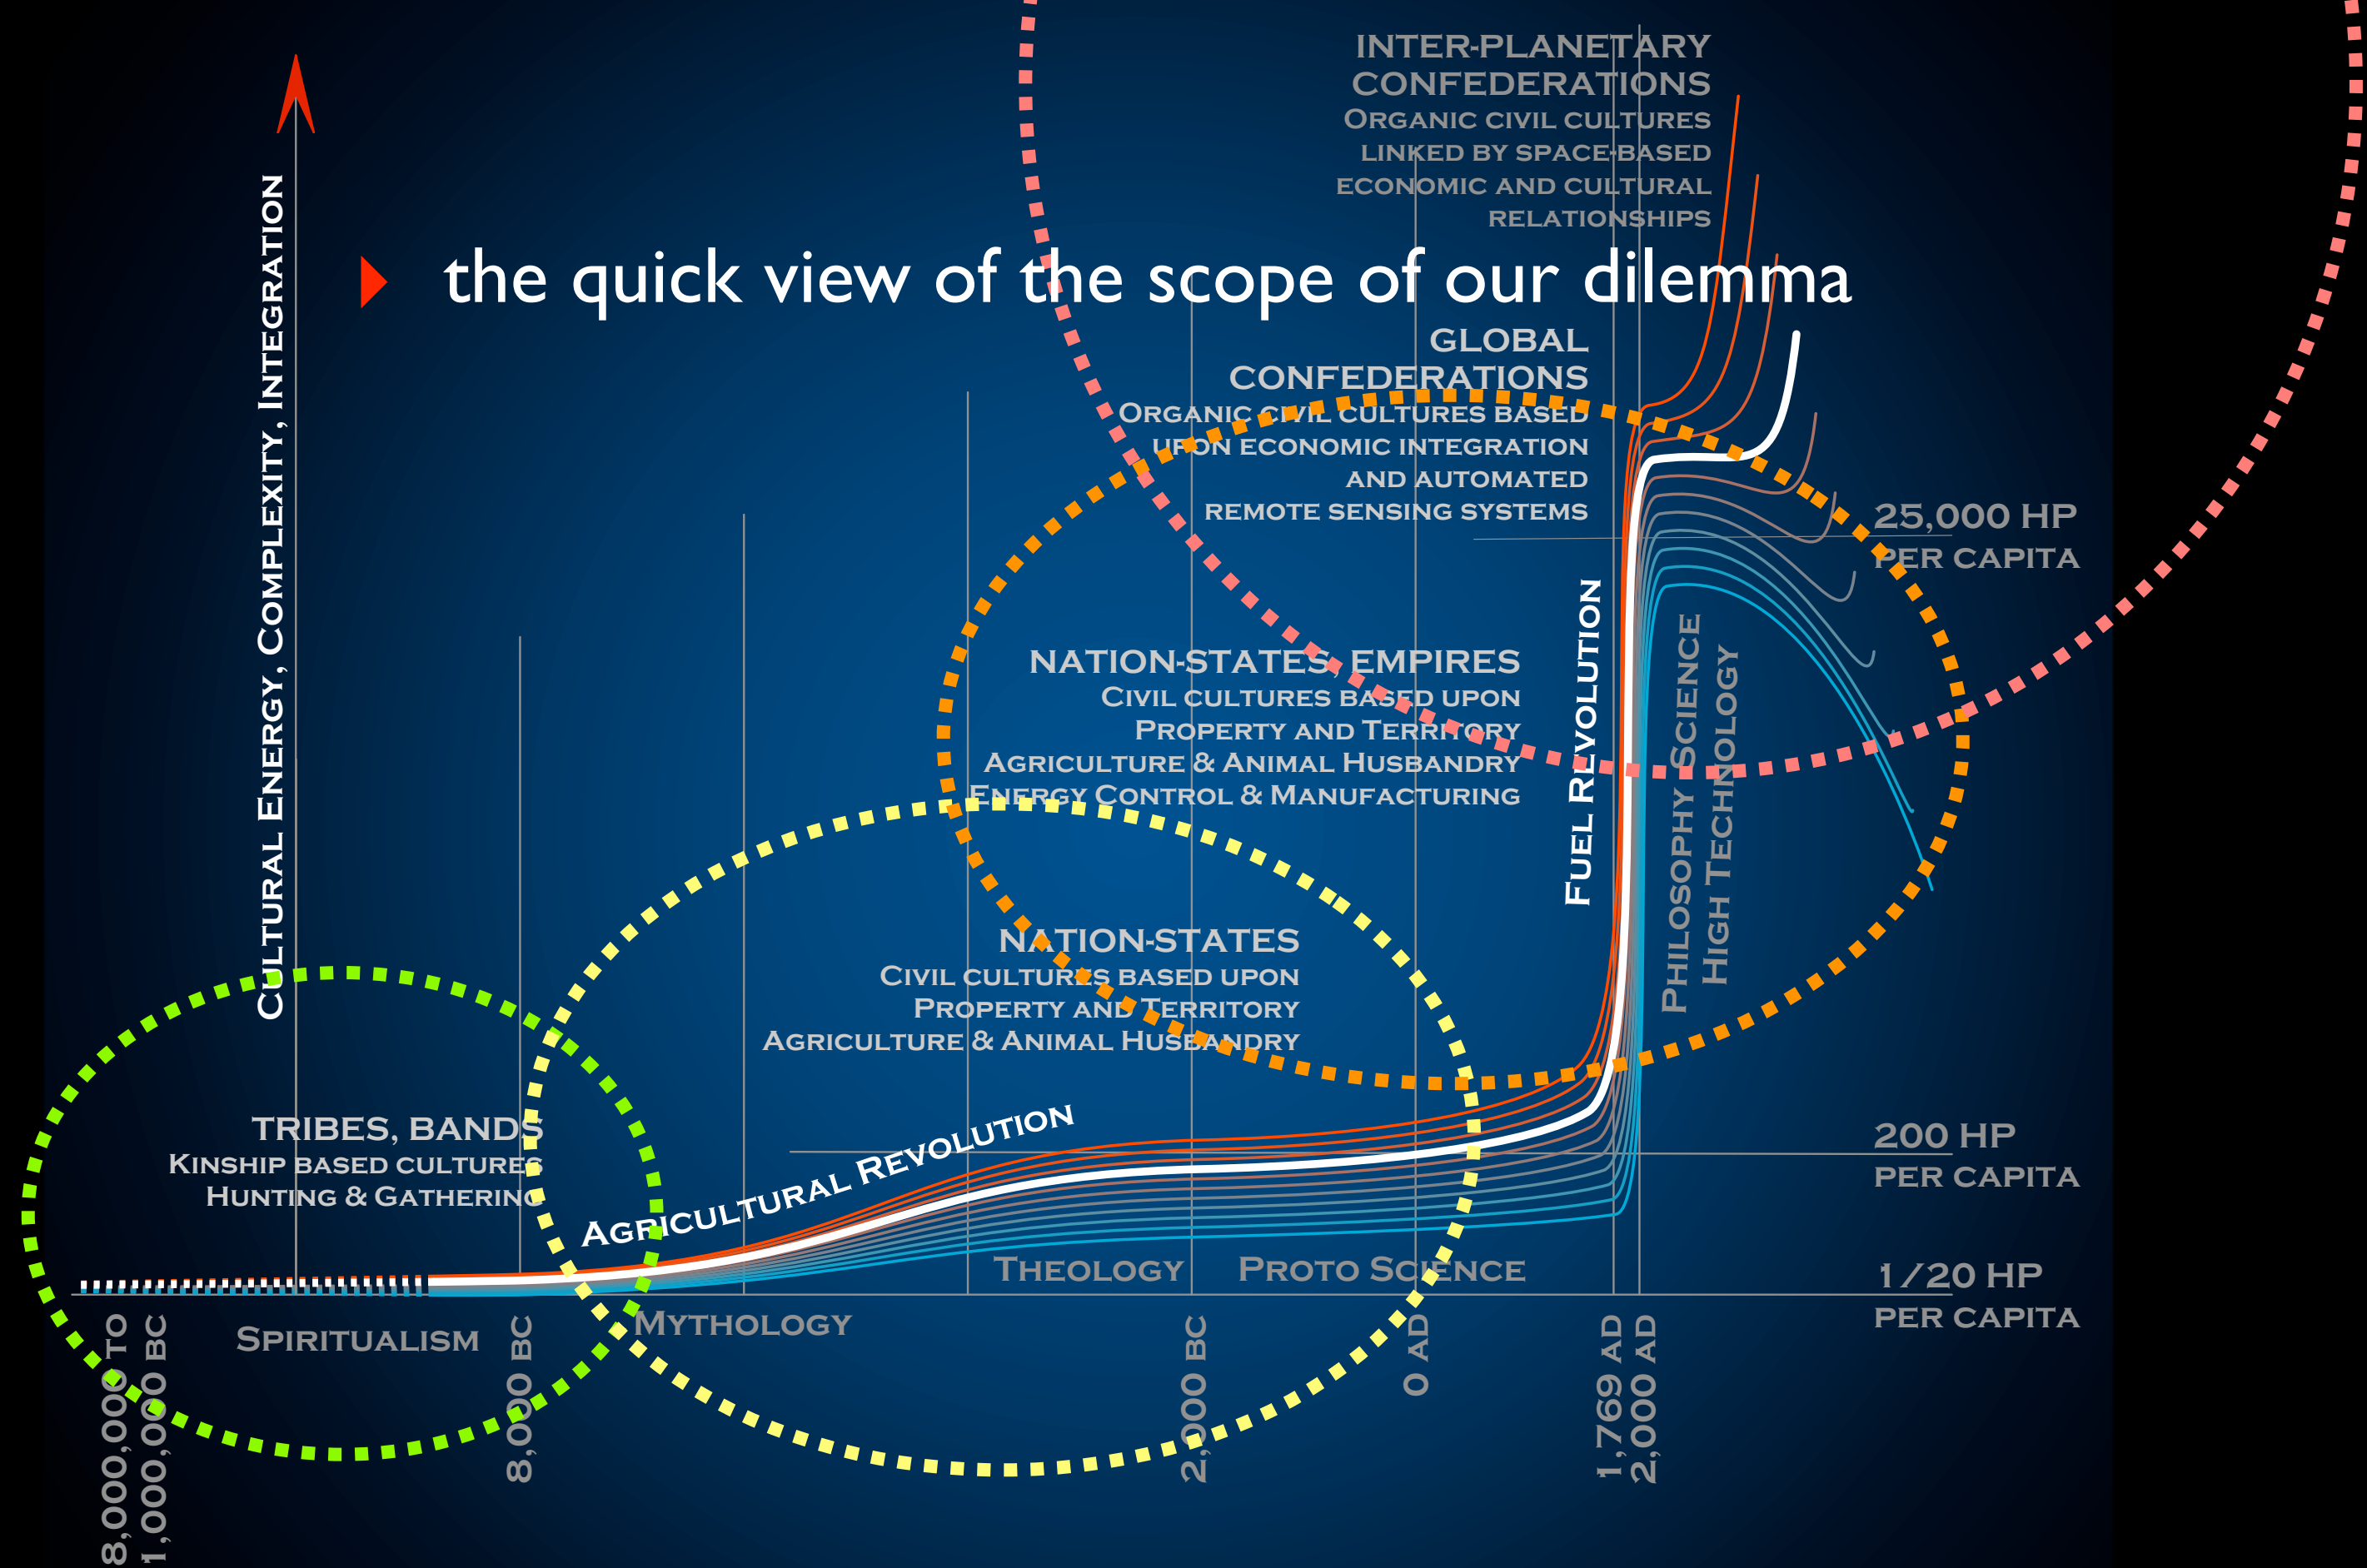 INTER-PLANETARY
CONFEDERATIONS
ORGANIC CIVIL CULTURES
LINKED BY SPACE-BASED
ECONOMIC AND CULTURAL
RELATIONSHIPS
the quick view of the scope of our dilemma
CULTURAL ENERGY, COMPLEXITY, INTEGRATION
GLOBAL
CONFEDERATIONS
ORGANIC CIVIL CULTURES BASED
UPON ECONOMIC INTEGRATION
AND AUTOMATED
REMOTE SENSING SYSTEMS
25,000 HP
PER CAPITA
NATION-STATES, EMPIRES
CIVIL CULTURES BASED UPON
PROPERTY AND TERRITORY
AGRICULTURE & ANIMAL HUSBANDRY
ENERGY CONTROL & MANUFACTURING
FUEL REVOLUTION
PHILOSOPHY SCIENCE
HIGH TECHNOLOGY
NATION-STATES
CIVIL CULTURES BASED UPON
PROPERTY AND TERRITORY
AGRICULTURE & ANIMAL HUSBANDRY
TRIBES, BANDS
KINSHIP BASED CULTURES
HUNTING & GATHERING
AGRICULTURAL REVOLUTION
200 HP
PER CAPITA
THEOLOGY
PROTO SCIENCE
1/20 HP
PER CAPITA
SPIRITUALISM
MYTHOLOGY
8,000,000 TO
1,000,000 BC
8,000 BC
2,000 BC
0 AD
1,769 AD
2,000 AD